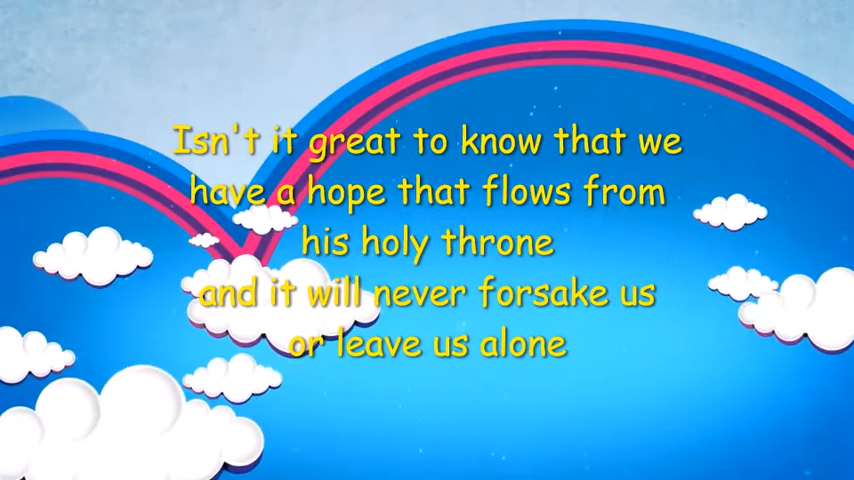 Isn't it great to know that we
have a hope that flows from
his holy throne
and it will never forsake us
or leave us alone